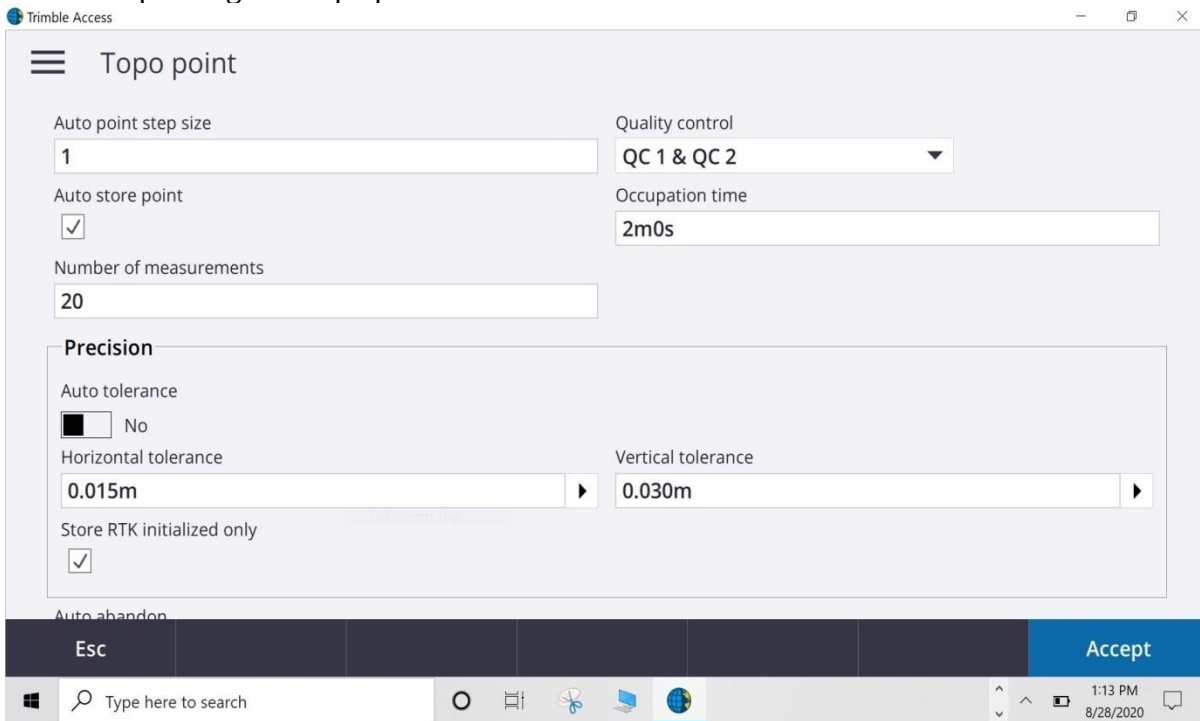 Trimble Access
Topo point
Auto point step size
1
Quality control
QC 1 & QC 2
Auto store point
Occupation time
2m0s
Number of measurements
20
Precision
Auto tolerance
No
Horizontal tolerance
0.015m
Vertical tolerance
0.030m
Store RTK initialized only
Auto abandon
Esc
Accept
Type here to search
1:13 PM
8/28/2020